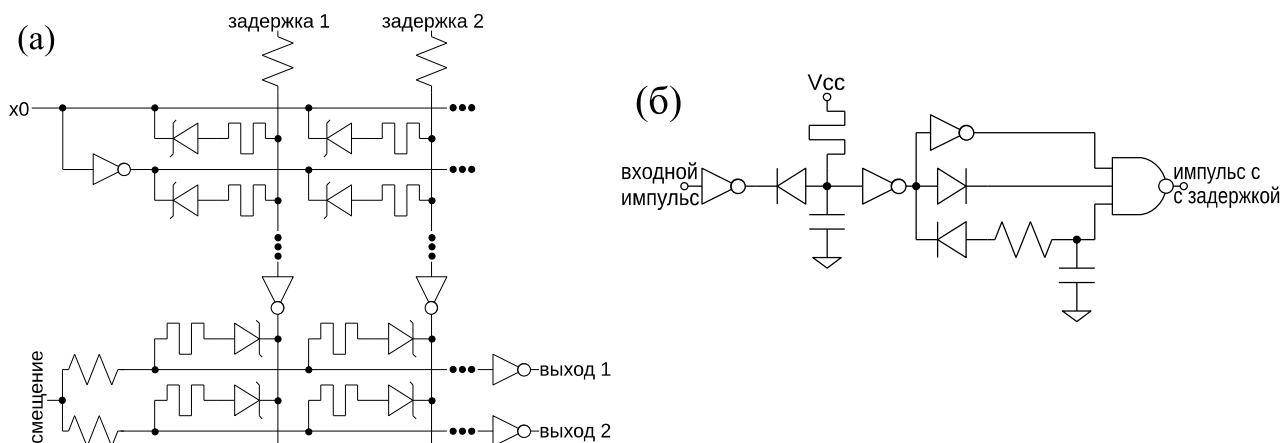 (а)
задержка 1 задержка 2
x0
смещение
выход 1
выход 2
(б)
Vcc
входной
импульс
импульс с
с задержкой